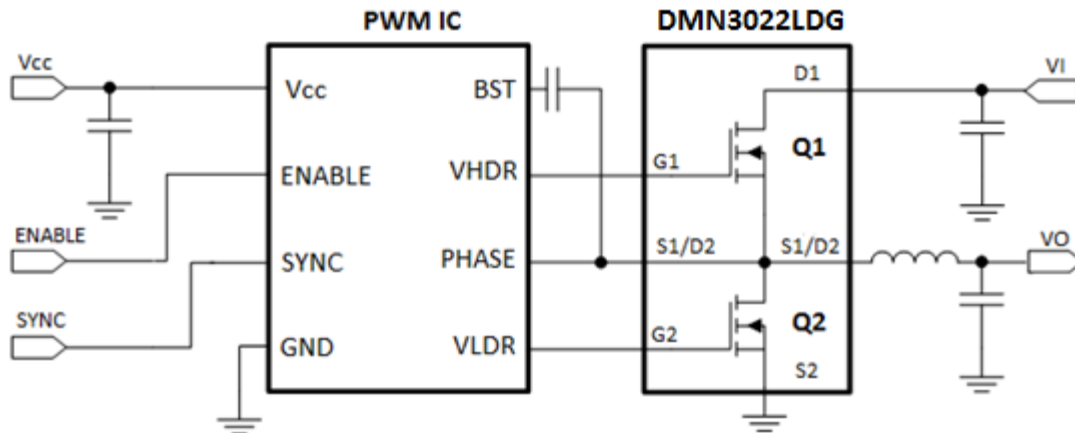 PWM IC
DMN3022LDG
Vcc
Vcc
BST
D1
VI
Q1
ENABLE
VHDR
G1
ENABLE
SYNC
PHASE
S1/D2
S1/D2
VO
SYNC
GND
VLDR
G2
Q2
S2